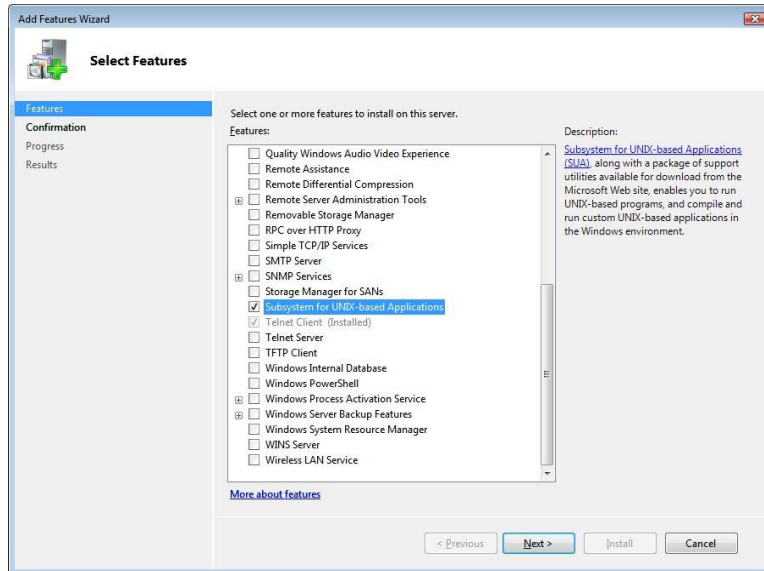 Add Features Wizard
Select Features
Features
Confirmation
Progress
Results
Select one or more features to install on this server.
Features:
Quality Windows Audio Video Experience
Remote Assistance
Remote Differential Compression
Remote Server Administration Tools
Removable Storage Manager
RPC over HTTP Proxy
Simple TCP/IP Services
SMTP Server
SNMP Services
Storage Manager for SANs
Subsystem for UNIX-based Applications
Telnet Client (Installed)
Telnet Server
TFTP Client
Windows Internal Database
Windows PowerShell
Windows Process Activation Service
Windows Server Backup Features
Windows System Resource Manager
WINS Server
Wireless LAN Service
More about features
Description:
Subsystem for UNIX-based Applications
(SUA), along with a package of support
utilities available for download from the
Microsoft Web site, enables you to run
UNIX-based programs, and compile and
run custom UNIX-based applications in
the Windows environment.
< Previous
Next >
Install
Cancel